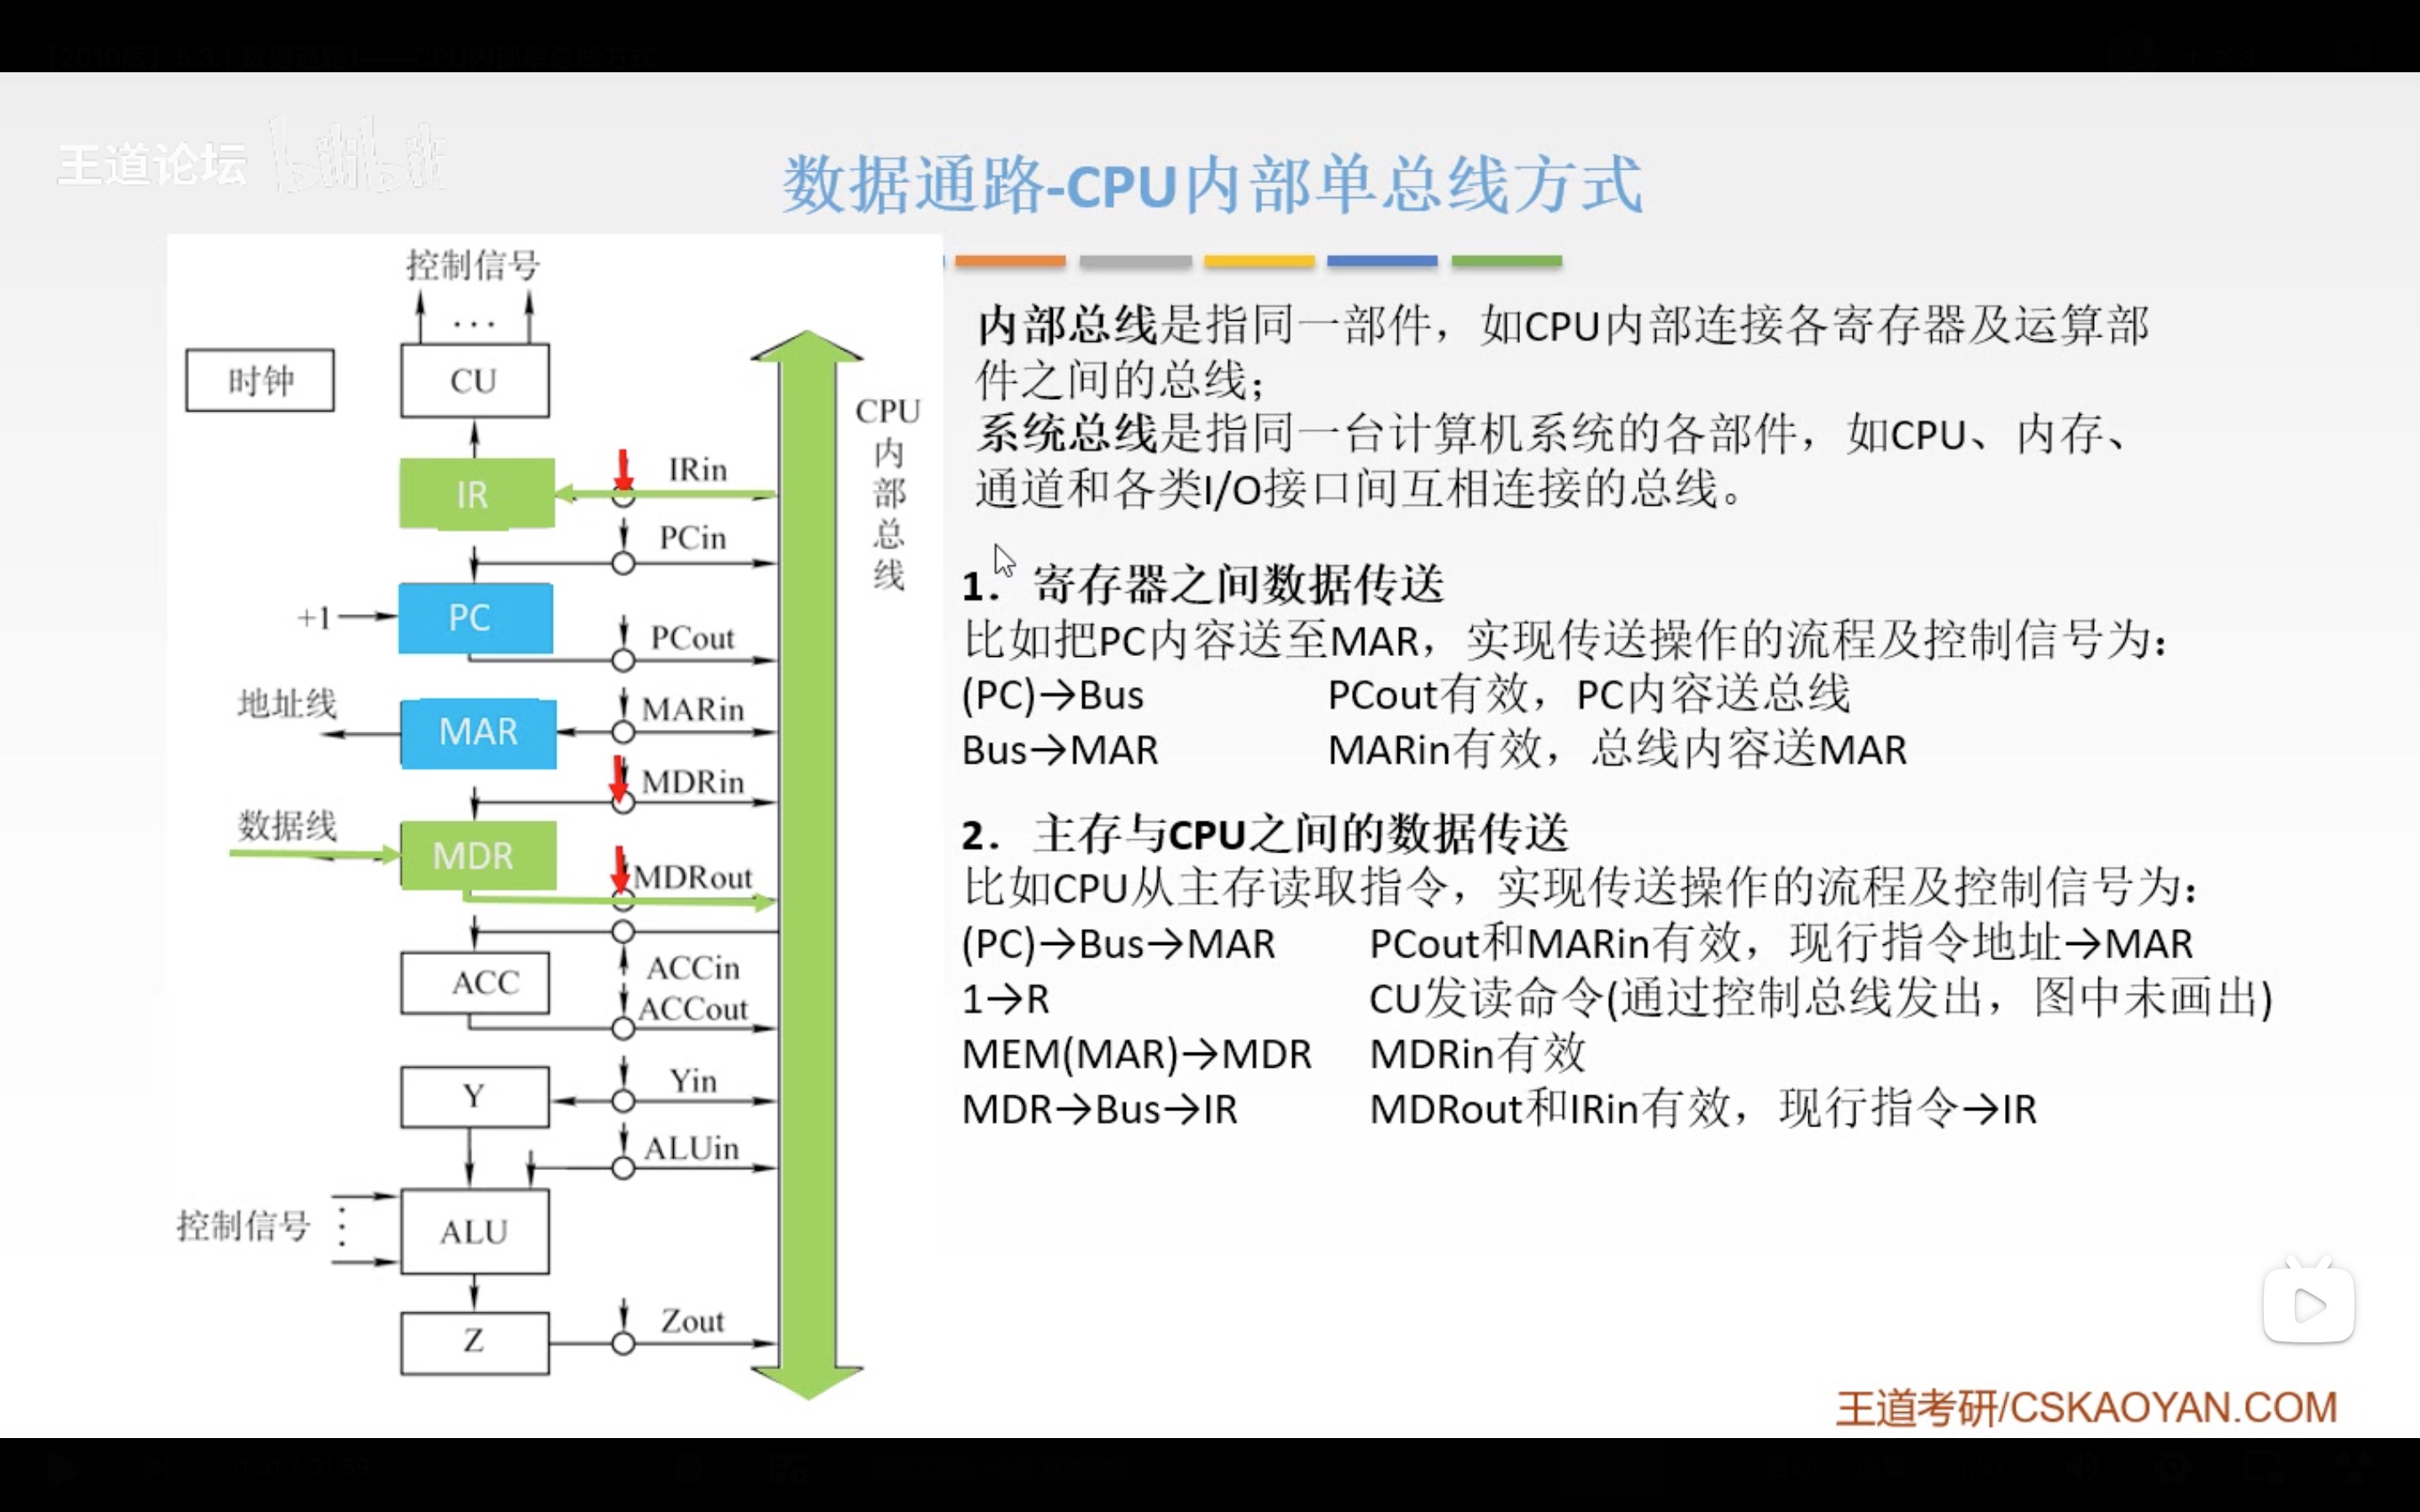 王道论坛 bilibili
数据通路-CPU内部单总线方式
控制信号
...
时钟
CU
CPU内部总线
IR
IRin
PCin
+1
PC
PCout
地址线
MAR
MARin
MDRin
数据线
MDR
MDRout
ACC
ACCin
ACCout
Y
Yin
ALUin
控制信号
ALU
Z
Zout
内部总线是指同一部件，如CPU内部连接各寄存器及运算部
件之间的总线；
系统总线是指同一台计算机系统的各部件，如CPU、内存、
通道和各类I/O接口间互相连接的总线。
1. 寄存器之间数据传送
比如把PC内容送至MAR，实现传送操作的流程及控制信号为：
(PC)→Bus PCout有效，PC内容送总线
Bus→MAR MARin有效，总线内容送MAR
2. 主存与CPU之间的数据传送
比如CPU从主存读取指令，实现传送操作的流程及控制信号为：
(PC)→Bus→MAR PCout和MARin有效，现行指令地址→MAR
1→R CU发读命令(通过控制总线发出，图中未画出)
MEM(MAR)→MDR MDRin有效
MDR→Bus→IR MDRout和IRin有效，现行指令→IR
王道考研/CSKAOYAN.COM